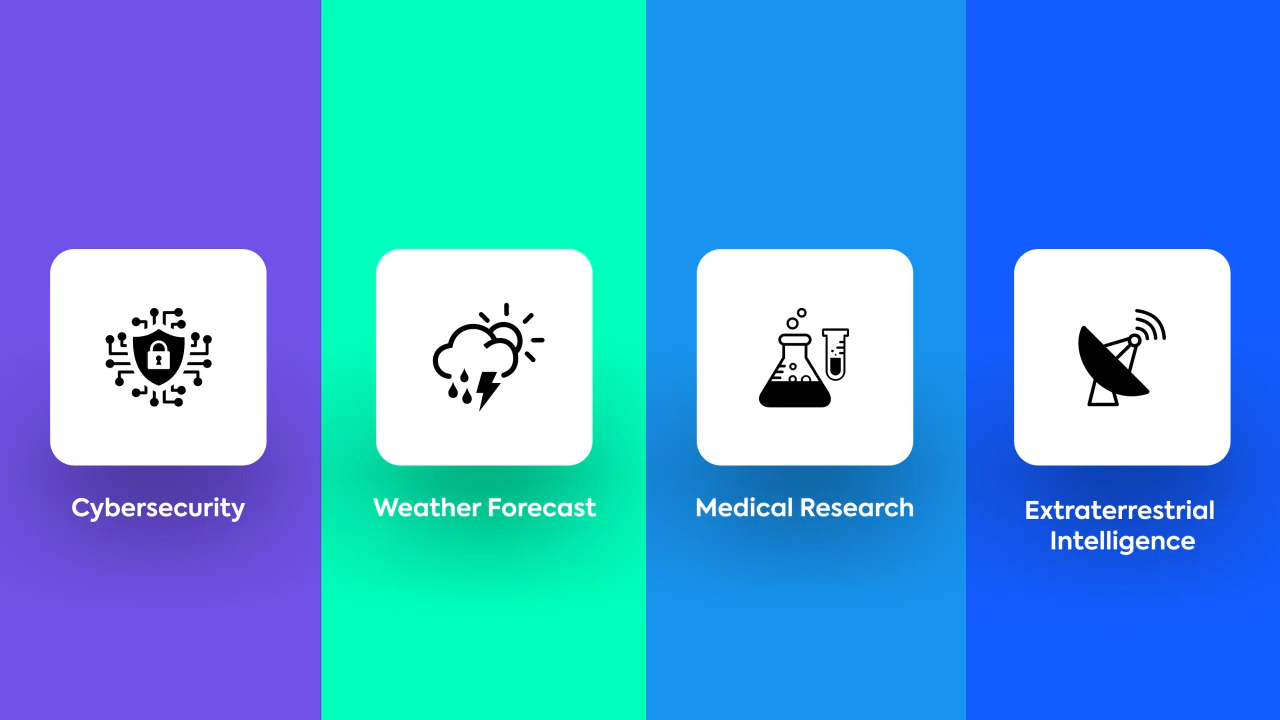 Cybersecurity
Weather Forecast
Medical Research
Extraterrestrial
Intelligence